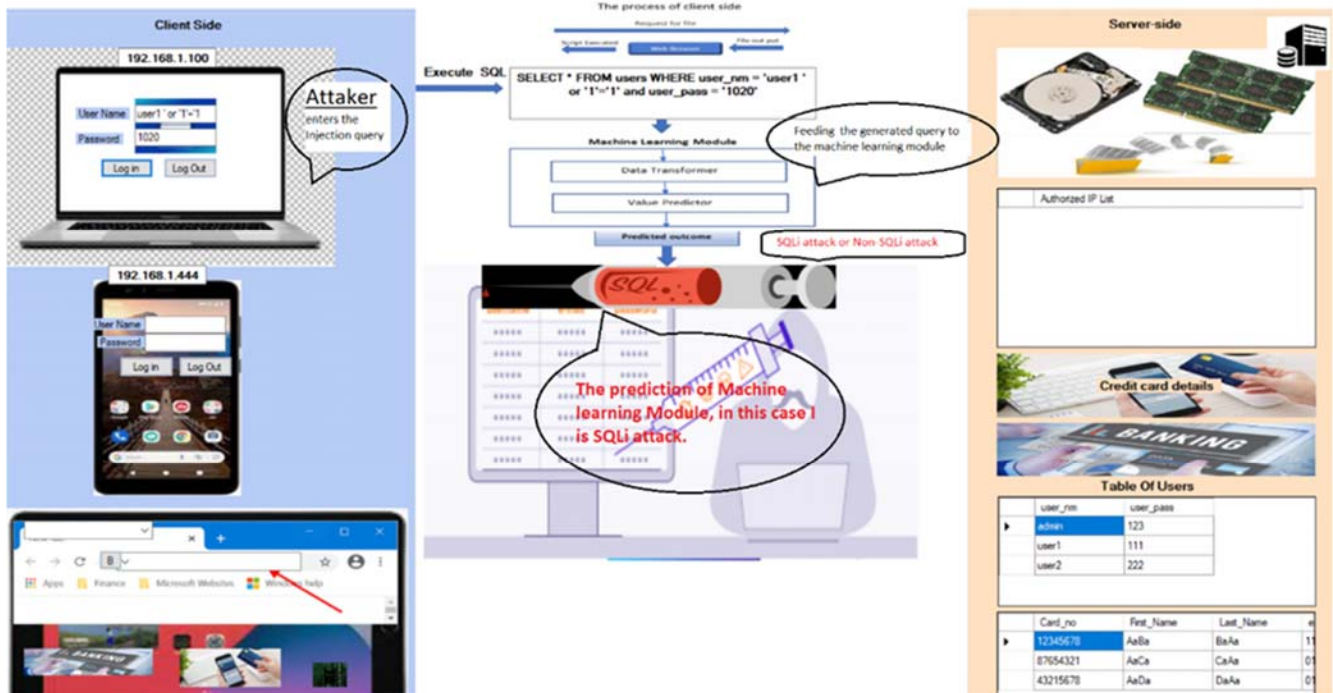 Client Side
192.168.1.100
User Name
user1 ' or '1'='1
Password
1020
Log in
Log Out
Attaker
enters the
Injection query
192.168.1.444
User Name
Password
Log in
Log Out
B
Apps
Finance
Microsoft Websites
Windows help
BANKING
The process of client side
Request for file
Script Executed
Web Browser
File out put
Execute SQL
SELECT * FROM users WHERE user_nm = 'user1 '
or '1'='1' and user_pass = '1020'
Machine Learning Module
Data Transformer
Value Predictor
Predicted outcome
Feeding the generated query to
the machine learning module
SQLi attack or Non-SQLi attack
SQL
The prediction of Machine
learning Module, in this case I
is SQLi attack.
Server-side
Authorized IP List
Credit card details
BANKING
Table Of Users
user_nm
user_pass
admin
123
user1
111
user2
222
Card_no
First_Name
Last_Name
e
12345678
AaBa
BaAa
11
87654321
AaCa
CaAa
01
43215678
AaDa
DaAa
01